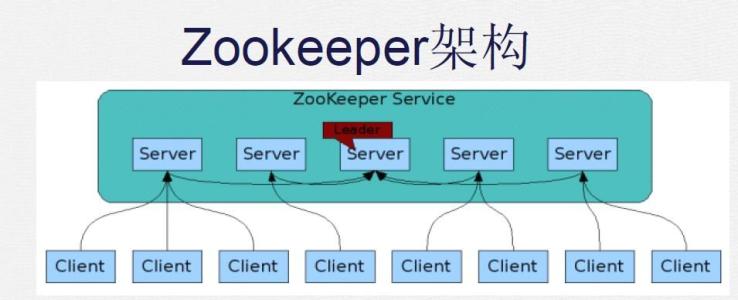 Zookeeper架构
ZooKeeper Service
Leader
Server Server Server Server Server
Client Client Client Client Client Client Client Client